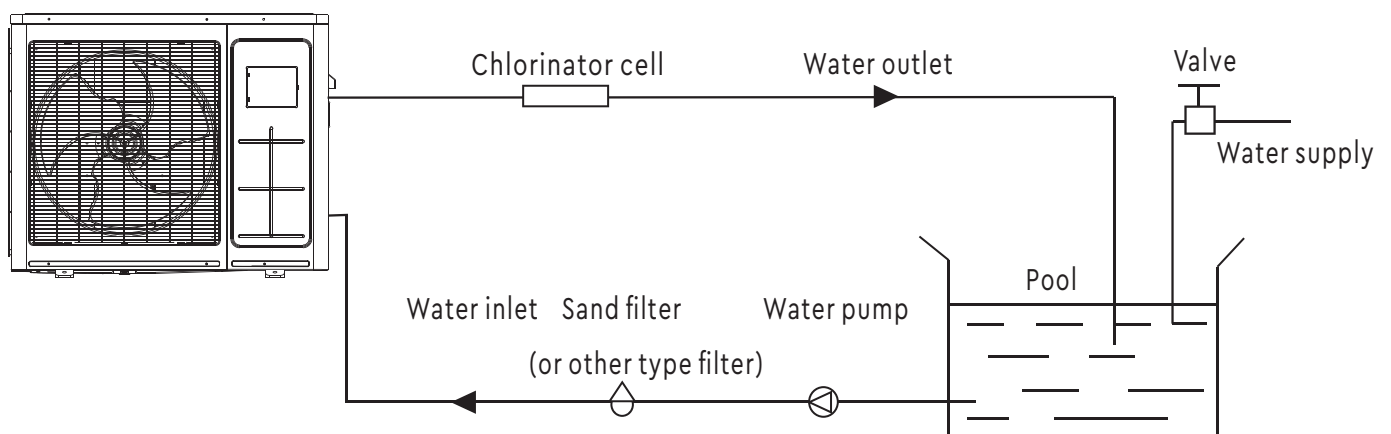 Chlorinator cell
Water outlet
Valve
Water supply
Pool
Water inlet
Sand filter
(or other type filter)
Water pump